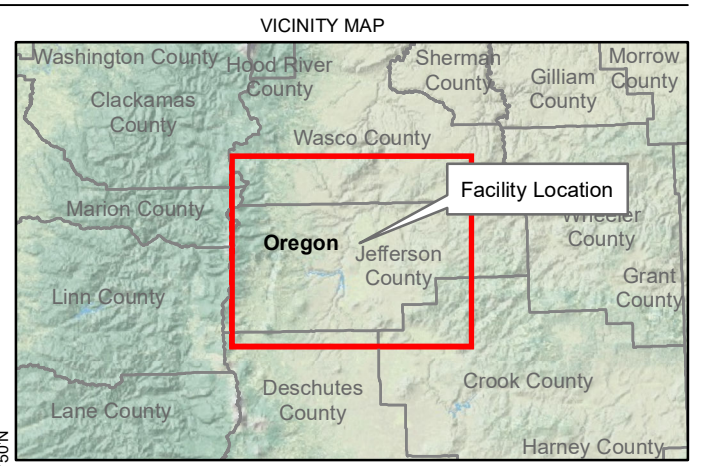 VICINITY MAP
Washington County
Hood River
County
Sherman
County
Morrow
County
Gilliam
County
Clackamas
County
Wasco County
Facility Location
Marion County
Wheeler
County
Oregon
Jefferson
County
Grant
County
Linn County
Crook County
Deschutes
County
Lane County
Harney County
50'N